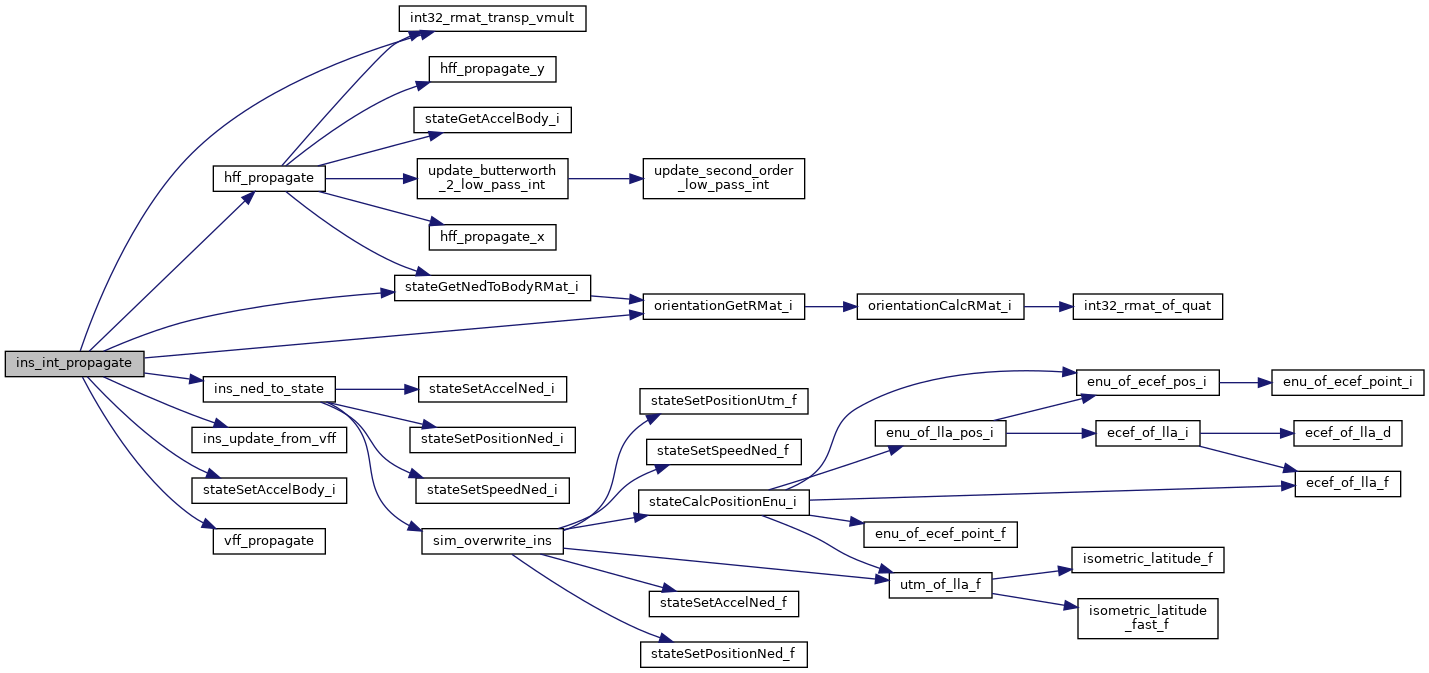 int32_rmat_transp_vmult
hff_propagate_y
stateGetAccelBody_i
hff_propagate
update_butterworth
_2_low_pass_int
update_second_order
_low_pass_int
hff_propagate_x
stateGetNedToBodyRMat_i
orientationGetRMat_i
orientationCalcRMat_i
int32_rmat_of_quat
ins_int_propagate
ins_ned_to_state
stateSetAccelNed_i
enu_of_ecef_pos_i
enu_of_ecef_point_i
stateSetPositionUtm_f
ins_update_from_vff
stateSetPositionNed_i
enu_of_lla_pos_i
ecef_of_lla_i
ecef_of_lla_d
stateSetSpeedNed_f
stateSetAccelBody_i
stateSetSpeedNed_i
stateCalcPositionEnu_i
ecef_of_lla_f
vff_propagate
sim_overwrite_ins
enu_of_ecef_point_f
isometric_latitude_f
utm_of_lla_f
stateSetAccelNed_f
isometric_latitude
_fast_f
stateSetPositionNed_f